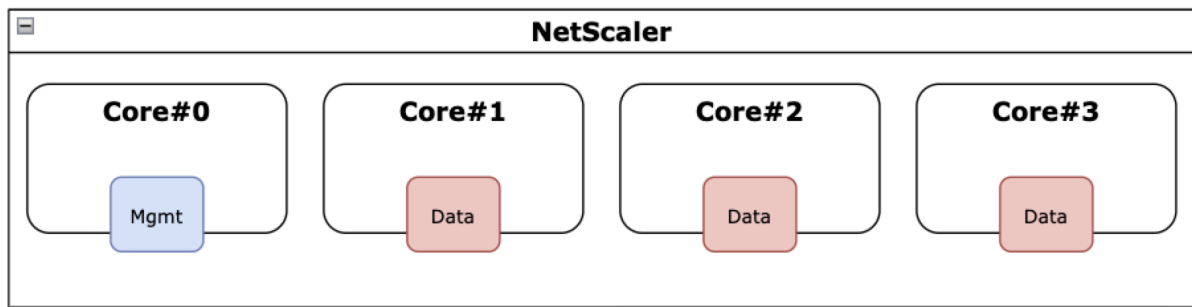 NetScaler
Core#0 Core#1 Core#2 Core#3
Mgmt Data Data Data